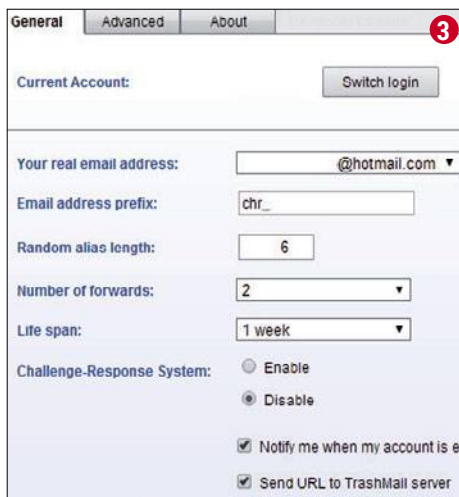 General Advanced About
3
Current Account: Switch login
Your real email address: @hotmail.com
Email address prefix: chr_
Random alias length: 6
Number of forwards: 2
Life span: 1 week
Challenge-Response System: Enable
Disable
Notify me when my account is e
Send URL to TrashMail server